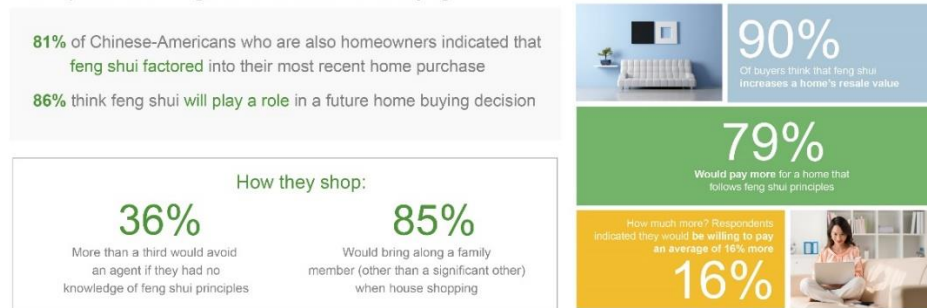 81% of Chinese-Americans who are also homeowners indicated that
feng shui factored into their most recent home purchase
86% think feng shui will play a role in a future home buying decision
How they shop:
36%
More than a third would avoid
an agent if they had no
knowledge of feng shui principles
85%
Would bring along a family
member (other than a significant other)
when house shopping
90%
Of buyers think that feng shui
increases a home's resale value
79%
Would pay more for a home that
follows feng shui principles
How much more? Respondents
indicated they would be willing to pay
an average of 16% more
16%